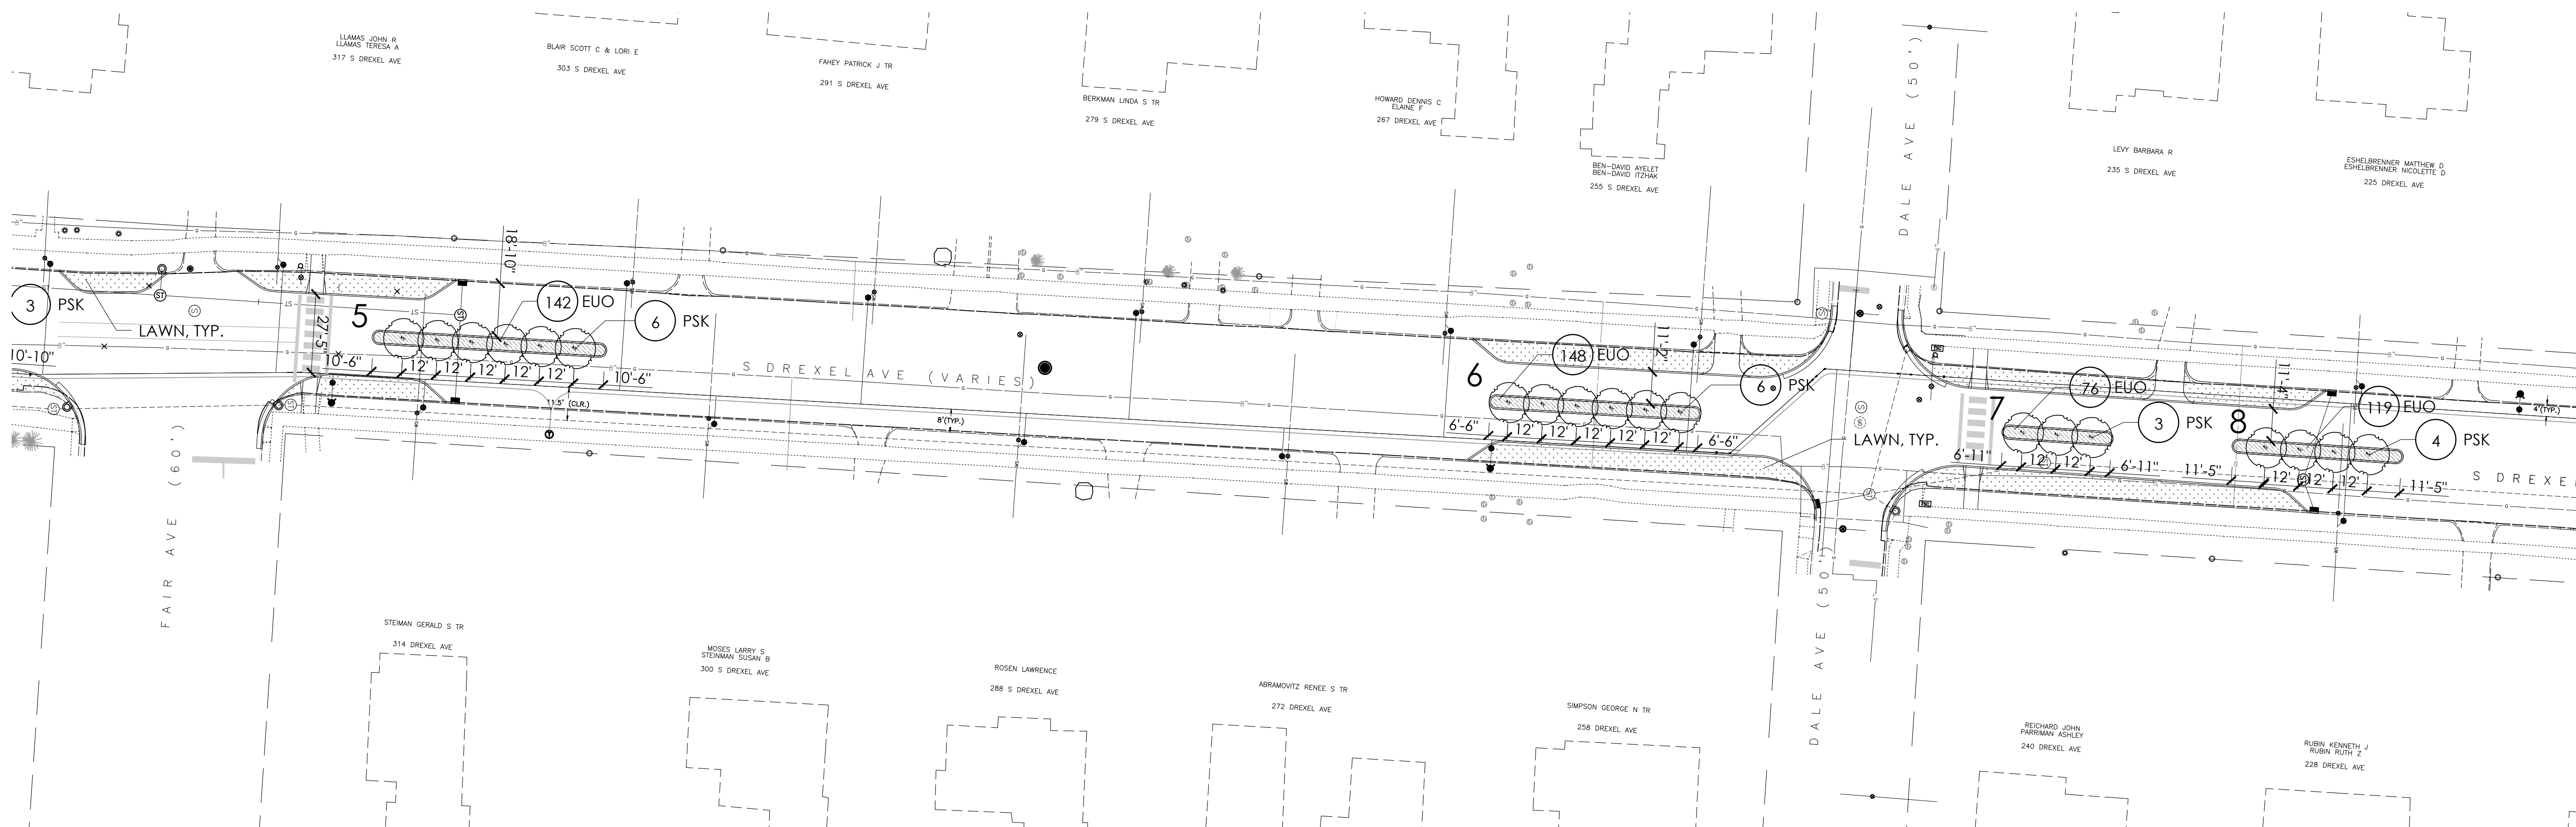 LLAMAS JOHN R
LLAMAS TERESA A
317 S DREXEL AVE
BLAIR SCOTT C & LORI E
303 S DREXEL AVE
FAHEY PATRICK J TR
291 S DREXEL AVE
BERKMAN LINDA S TR
279 S DREXEL AVE
HOWARD DENNIS C
ELAINE F
267 DREXEL AVE
BEN-DAVID AYELET
BEN-DAVID ITZHAK
255 S DREXEL AVE
DALE AVE (50')
LEVY BARBARA R
235 S DREXEL AVE
ESHELBRENNER MATTHEW D
ESHELBRENNER NICOLETTE D
225 DREXEL AVE
3 PSK
LAWN, TYP.
10'-10"
27'-5"
5
18'-10"
142 EUO
6 PSK
10'-6" 12' 12' 12' 12' 12' 10'-6"
11.5' (CLR.)
S DREXEL AVE (VARIES)
8'(TYP.)
6
11'-2"
148 EUO
6 PSK
6'-6" 12' 12' 12' 12' 12' 6'-6"
LAWN, TYP.
7
76 EUO
3 PSK
6'-11" 12' 12' 6'-11"
8
11'-4"
119 EUO
4 PSK
11'-5" 12' 12' 12' 11'-5"
4'(TYP.)
S DREXE
FAIR AVE (60')
DALE AVE (50')
STEIMAN GERALD S TR
314 DREXEL AVE
MOSES LARRY S
STEINMAN SUSAN B
300 S DREXEL AVE
ROSEN LAWRENCE
288 S DREXEL AVE
ABRAMOVITZ RENEE S TR
272 DREXEL AVE
SIMPSON GEORGE N TR
258 DREXEL AVE
REICHARD JOHN
PARRIMAN ASHLEY
240 DREXEL AVE
RUBIN KENNETH J
RUBIN RUTH Z
228 DREXEL AVE